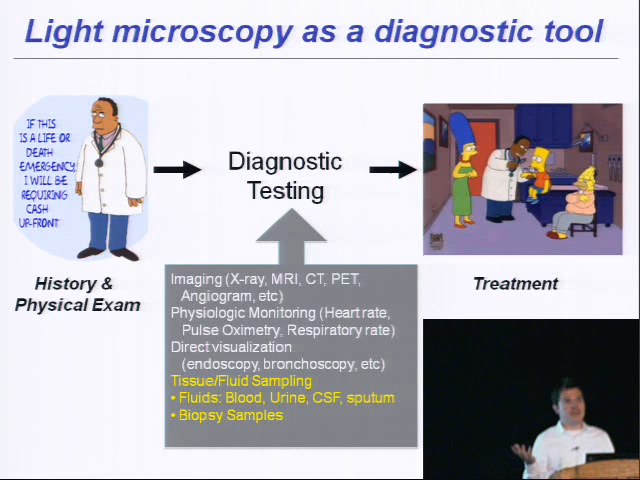 Light microscopy as a diagnostic tool
IF THIS
IS A LIFE OR
DEATH
EMERGENCY,
I WILL BE
REQUIRING
CASH
UP-FRONT
Diagnostic
Testing
History &
Physical Exam
Treatment
Imaging (X-ray, MRI, CT, PET,
Angiogram, etc)
Physiologic Monitoring (Heart rate,
Pulse Oximetry, Respiratory rate)
Direct visualization
(endoscopy, bronchoscopy, etc)
Tissue/Fluid Sampling
• Fluids: Blood, Urine, CSF, sputum
• Biopsy Samples